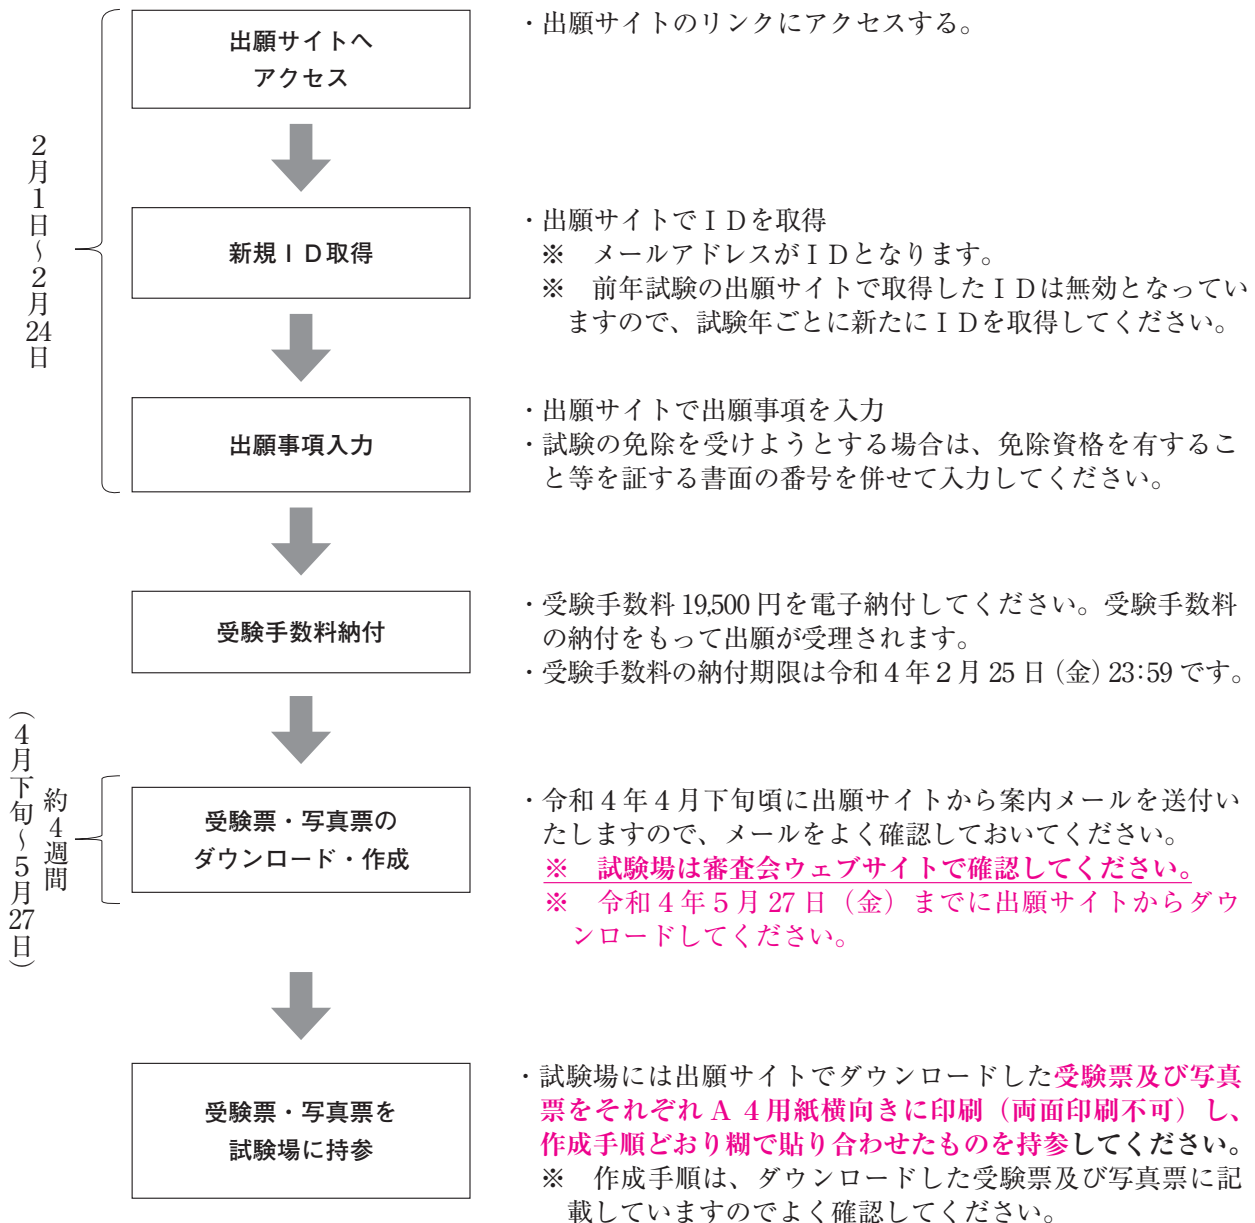 出願サイトへ
アクセス
・出願サイトのリンクにアクセスする。
2月1日～2月24日
新規ＩＤ取得
・出願サイトでＩＤを取得
※　メールアドレスがＩＤとなります。
※　前年試験の出願サイトで取得したＩＤは無効となってい
ますので、試験年ごとに新たにＩＤを取得してください。
出願事項入力
・出願サイトで出願事項を入力
・試験の免除を受けようとする場合は、免除資格を有するこ
と等を証する書面の番号を併せて入力してください。
受験手数料納付
・受験手数料 19,500 円を電子納付してください。受験手数料
の納付をもって出願が受理されます。
・受験手数料の納付期限は令和４年２月 25 日（金）23:59 です。
約４週間
（４月下旬～５月27日）
受験票・写真票の
ダウンロード・作成
・令和４年４月下旬頃に出願サイトから案内メールを送付い
たしますので、メールをよく確認しておいてください。
※　試験場は審査会ウェブサイトで確認してください。
※　令和４年５月 27 日（金）までに出願サイトからダウ
ンロードしてください。
受験票・写真票を
試験場に持参
・試験場には出願サイトでダウンロードした受験票及び写真
票をそれぞれＡ４用紙横向きに印刷（両面印刷不可）し、
作成手順どおり糊で貼り合わせたものを持参してください。
※　作成手順は、ダウンロードした受験票及び写真票に記
載していますのでよく確認してください。